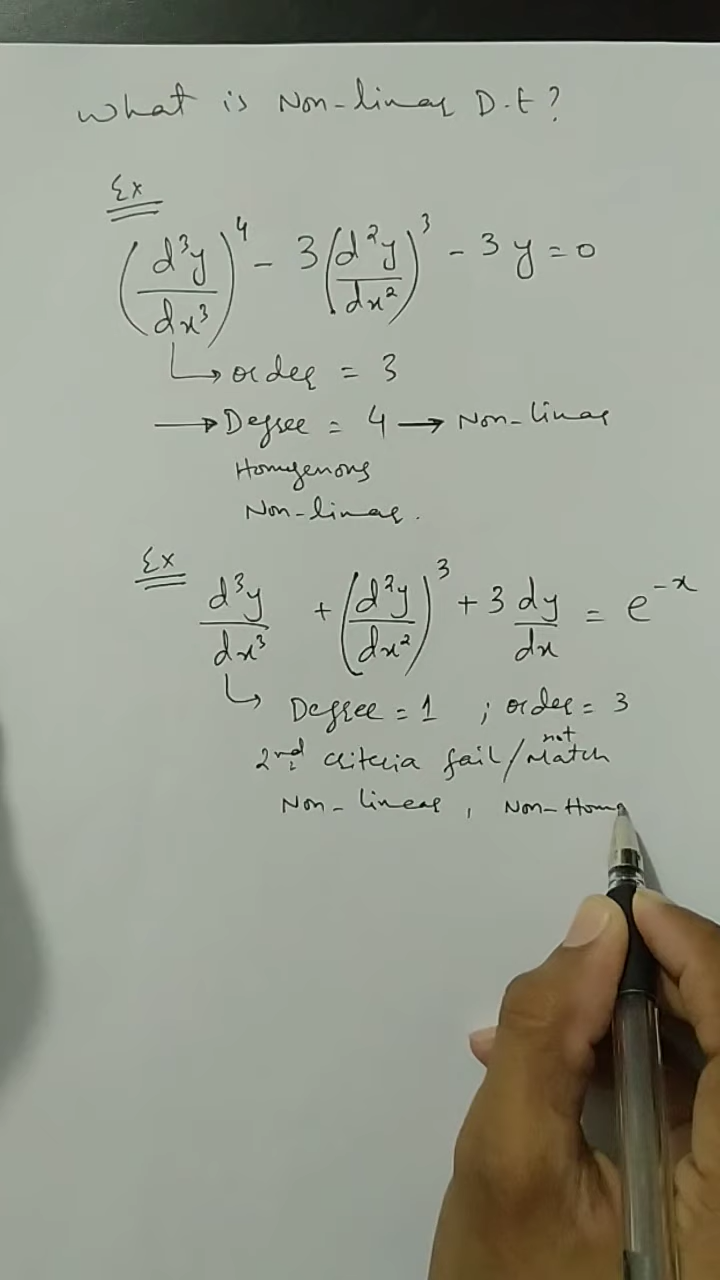 What is Non-linear D.E?
Ex
(d³y/dx³)⁴ - 3(d²y/dx²)³ - 3y = 0
↳ order = 3
→ Degree = 4 → Non-linear
Homogenous
Non-linear.
Ex
d³y/dx³ + (d²y/dx²)³ + 3 dy/dx = e⁻ˣ
↳ Degree = 1 ; order = 3
2nd criteria fail/not Match
Non-linear, Non-Homo